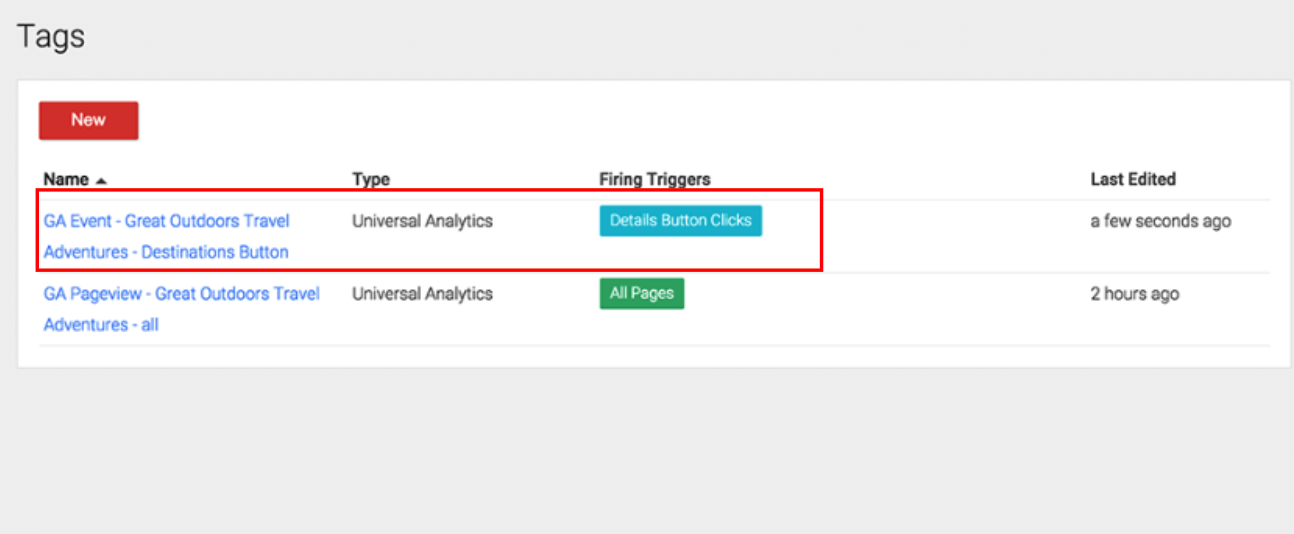 Tags
New
Name Type Firing Triggers Last Edited
GA Event - Great Outdoors Travel Universal Analytics Details Button Clicks a few seconds ago
Adventures - Destinations Button
GA Pageview - Great Outdoors Travel Universal Analytics All Pages 2 hours ago
Adventures - all